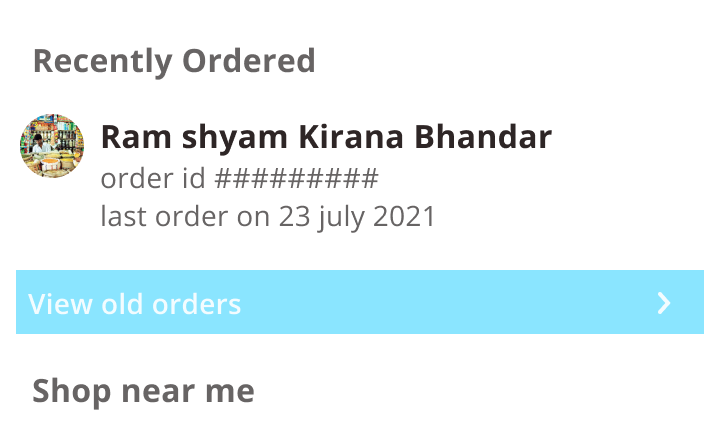 Recently Ordered
Ram shyam Kirana Bhandar
order id #########
last order on 23 july 2021
View old orders
Shop near me